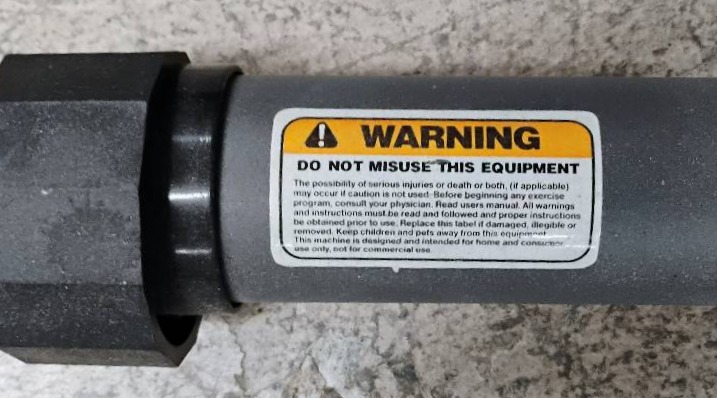 WARNING
DO NOT MISUSE THIS EQUIPMENT
The possibility of serious injuries or death or both, (if applicable)
may occur if caution is not used. Before beginning any exercise
program, consult your physician. Read users manual. All warnings
and instructions must be read and followed and proper instructions
be obtained prior to use. Replace this label if damaged, illegible or
removed. Keep children and pets away from this equipment.
This machine is designed and intended for home and consumer
use only, not for commercial use.